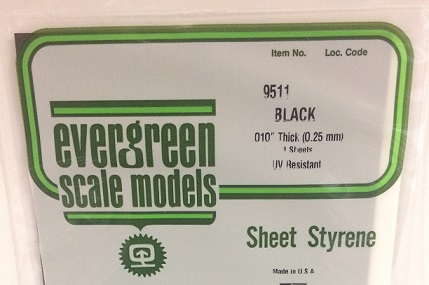 Item No. Loc. Code
9511
BLACK
.010" Thick (0.25 mm)
4 Sheets
UV Resistant
evergreen
scale models
Sheet Styrene
Made in U S A